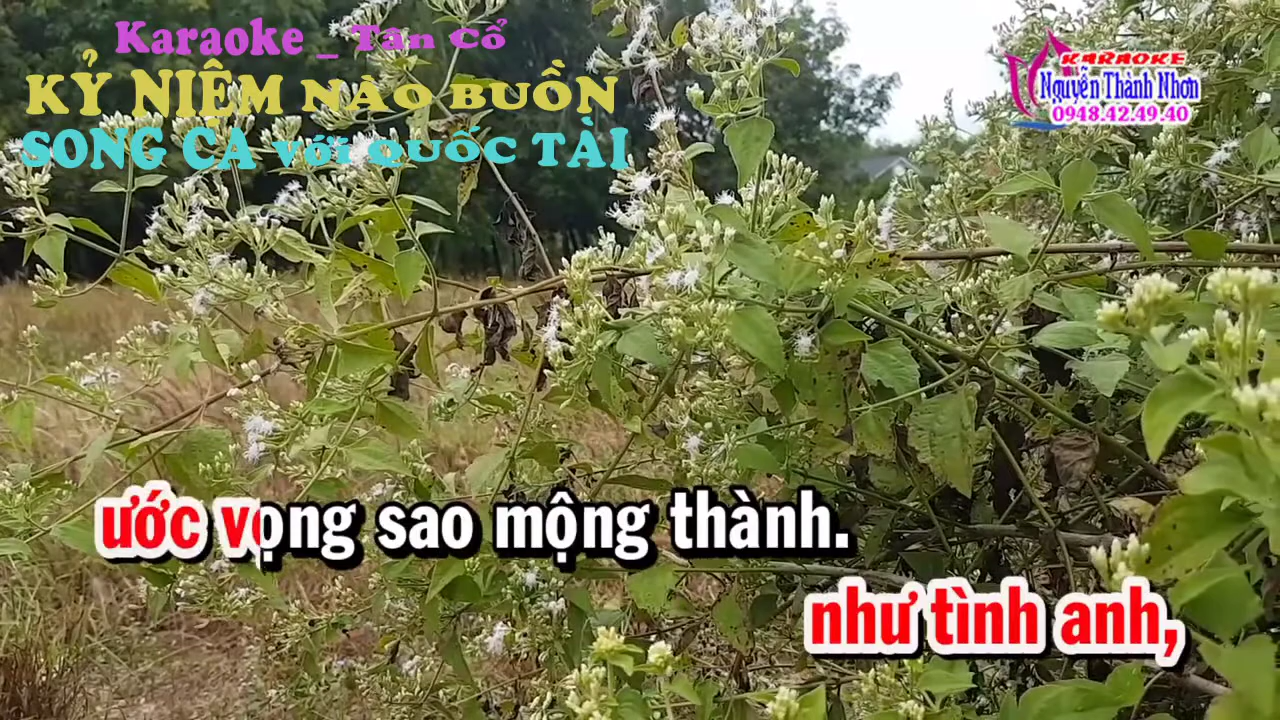 Karaoke _ Tân Cổ
KỶ NIỆM NÀO BUỒN
SONG CA với QUỐC TÀI
KARAOKE
Nguyễn Thành Nhơn
0948.42.49.40
ước vọng sao mộng thành.
như tình anh,